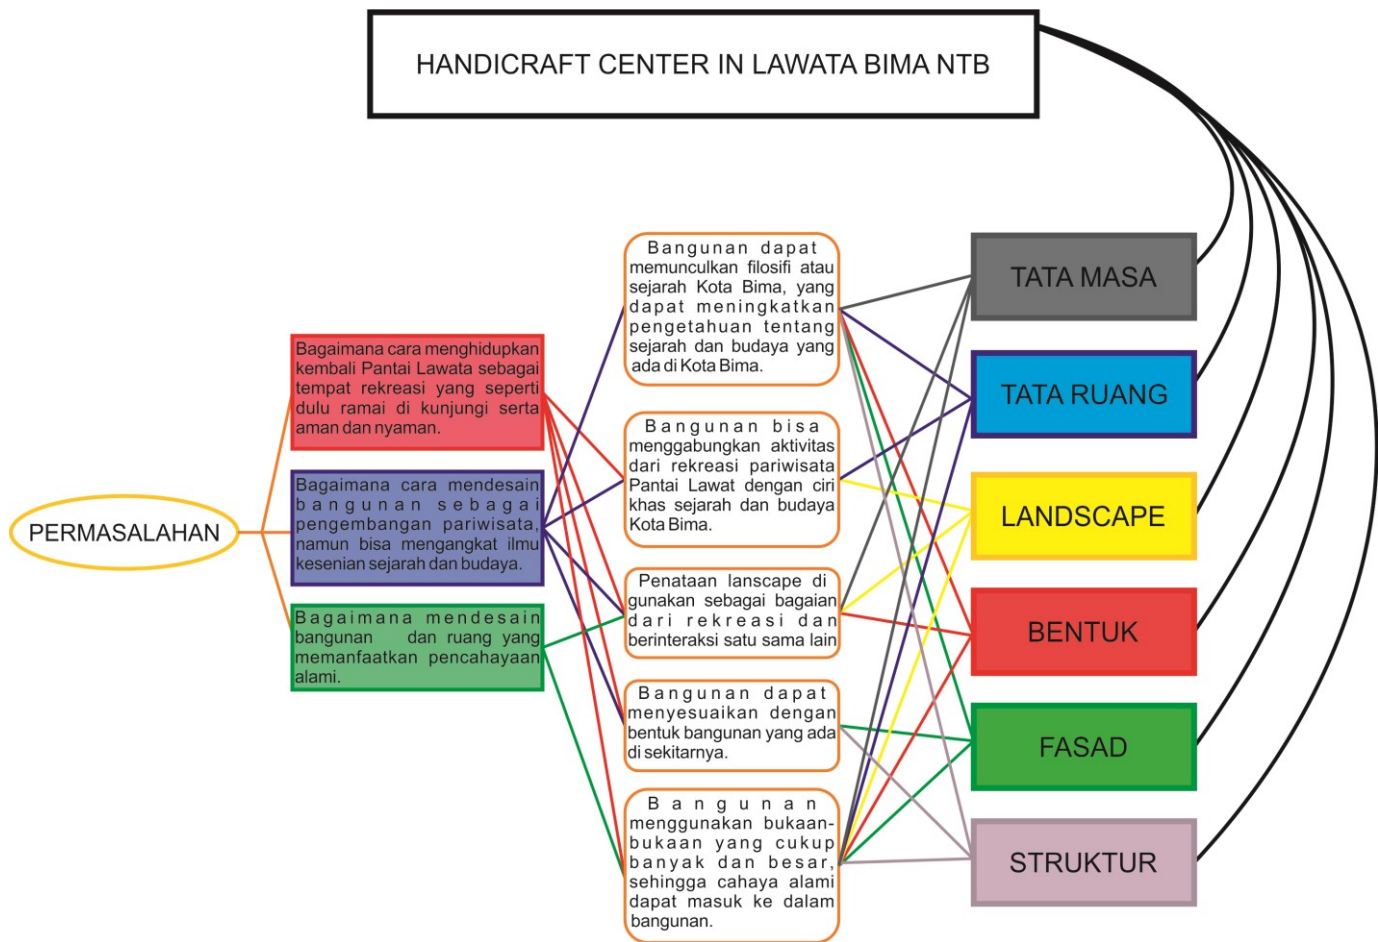 HANDICRAFT CENTER IN LAWATA BIMA NTB
PERMASALAHAN
Bagaimana cara menghidupkan
kembali Pantai Lawata sebagai
tempat rekreasi yang seperti
dulu ramai di kunjungi serta
aman dan nyaman.
Bagaimana cara mendesain
bangunan sebagai
pengembangan pariwisata,
namun bisa mengangkat ilmu
kesenian sejarah dan budaya.
Bagaimana mendesain
bangunan dan ruang yang
memanfaatkan pencahayaan
alami.
Bangunan dapat
memunculkan filosifi atau
sejarah Kota Bima, yang
dapat meningkatkan
pengetahuan tentang
sejarah dan budaya yang
ada di Kota Bima.
Bangunan bisa
menggabungkan aktivitas
dari rekreasi pariwisata
Pantai Lawat dengan ciri
khas sejarah dan budaya
Kota Bima.
Penataan lanscape di
gunakan sebagai bagaian
dari rekreasi dan
berinteraksi satu sama lain
Bangunan dapat
menyesuaikan dengan
bentuk bangunan yang ada
di sekitarnya.
Bangunan
menggunakan bukaan-
bukaan yang cukup
banyak dan besar,
sehingga cahaya alami
dapat masuk ke dalam
bangunan.
TATA MASA
TATA RUANG
LANDSCAPE
BENTUK
FASAD
STRUKTUR